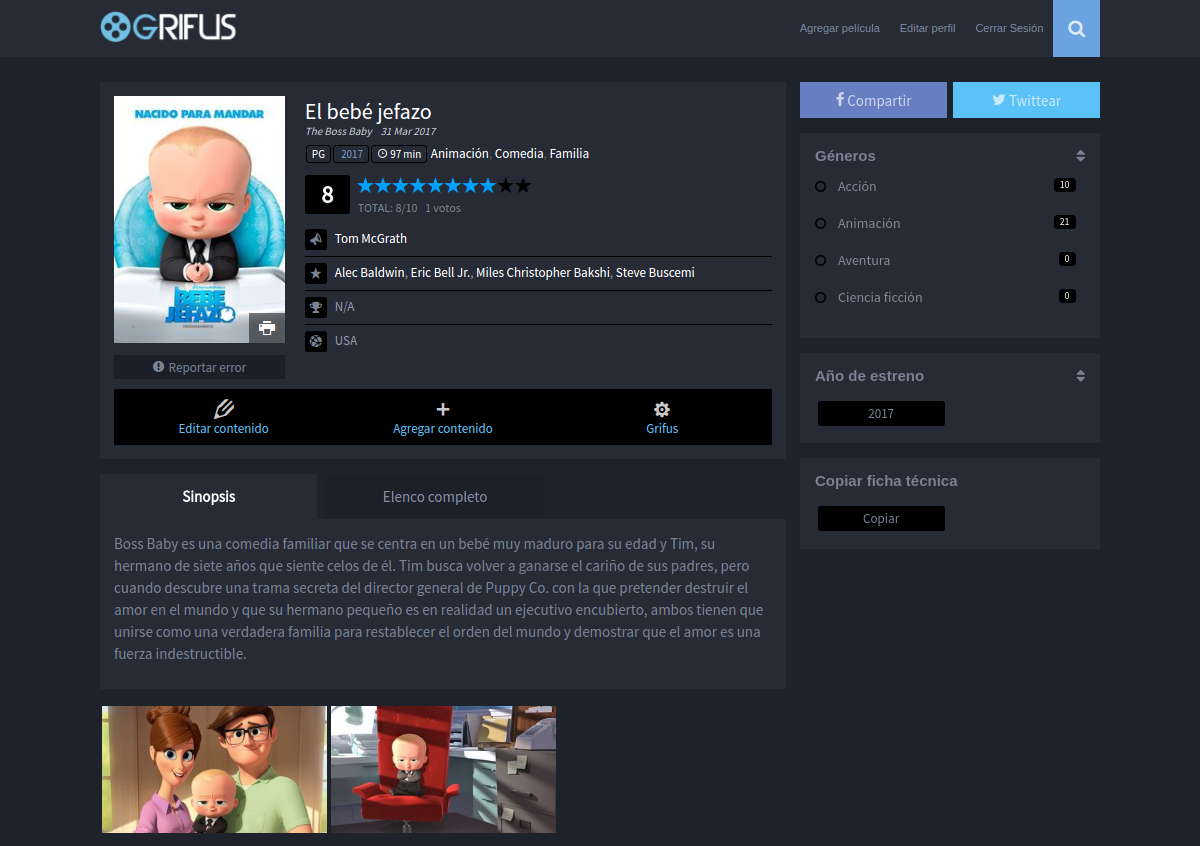 GRIFUS
Agregar película
Editar perfil
Cerrar Sesión
NACIDO PARA MANDAR
BEBÉ
JEFAZO
Reportar error
El bebé jefazo
The Boss Baby 31 Mar 2017
PG 2017 97 min Animación, Comedia, Familia
8
TOTAL: 8/10 1 votos
Tom McGrath
Alec Baldwin, Eric Bell Jr., Miles Christopher Bakshi, Steve Buscemi
N/A
USA
Editar contenido
Agregar contenido
Grifus
Compartir
Twittear
Géneros
Acción 10
Animación 21
Aventura 0
Ciencia ficción 0
Año de estreno
2017
Copiar ficha técnica
Copiar
Sinopsis
Elenco completo
Boss Baby es una comedia familiar que se centra en un bebé muy maduro para su edad y Tim, su
hermano de siete años que siente celos de él. Tim busca volver a ganarse el cariño de sus padres, pero
cuando descubre una trama secreta del director general de Puppy Co. con la que pretender destruir el
amor en el mundo y que su hermano pequeño es en realidad un ejecutivo encubierto, ambos tienen que
unirse como una verdadera familia para restablecer el orden del mundo y demostrar que el amor es una
fuerza indestructible.